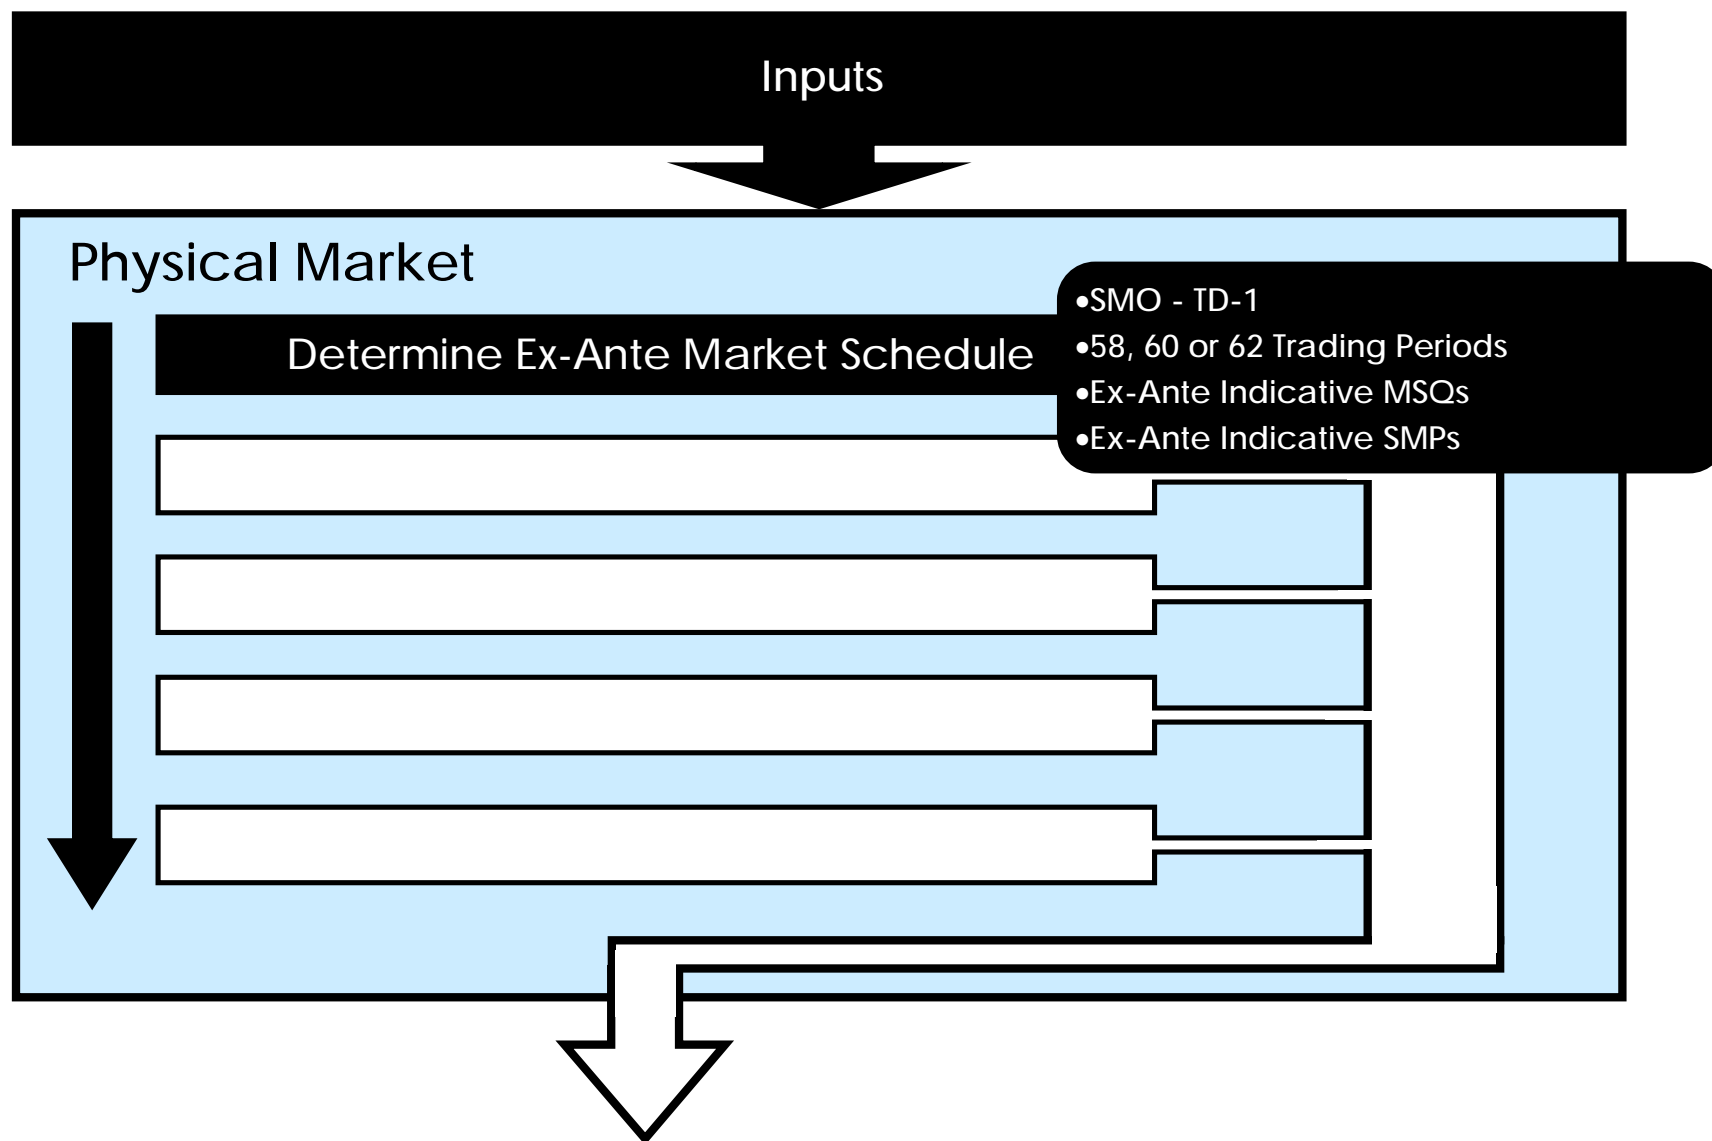 Inputs
Physical Market
Determine Ex-Ante Market Schedule
•SMO - TD-1
•58, 60 or 62 Trading Periods
•Ex-Ante Indicative MSQs
•Ex-Ante Indicative SMPs